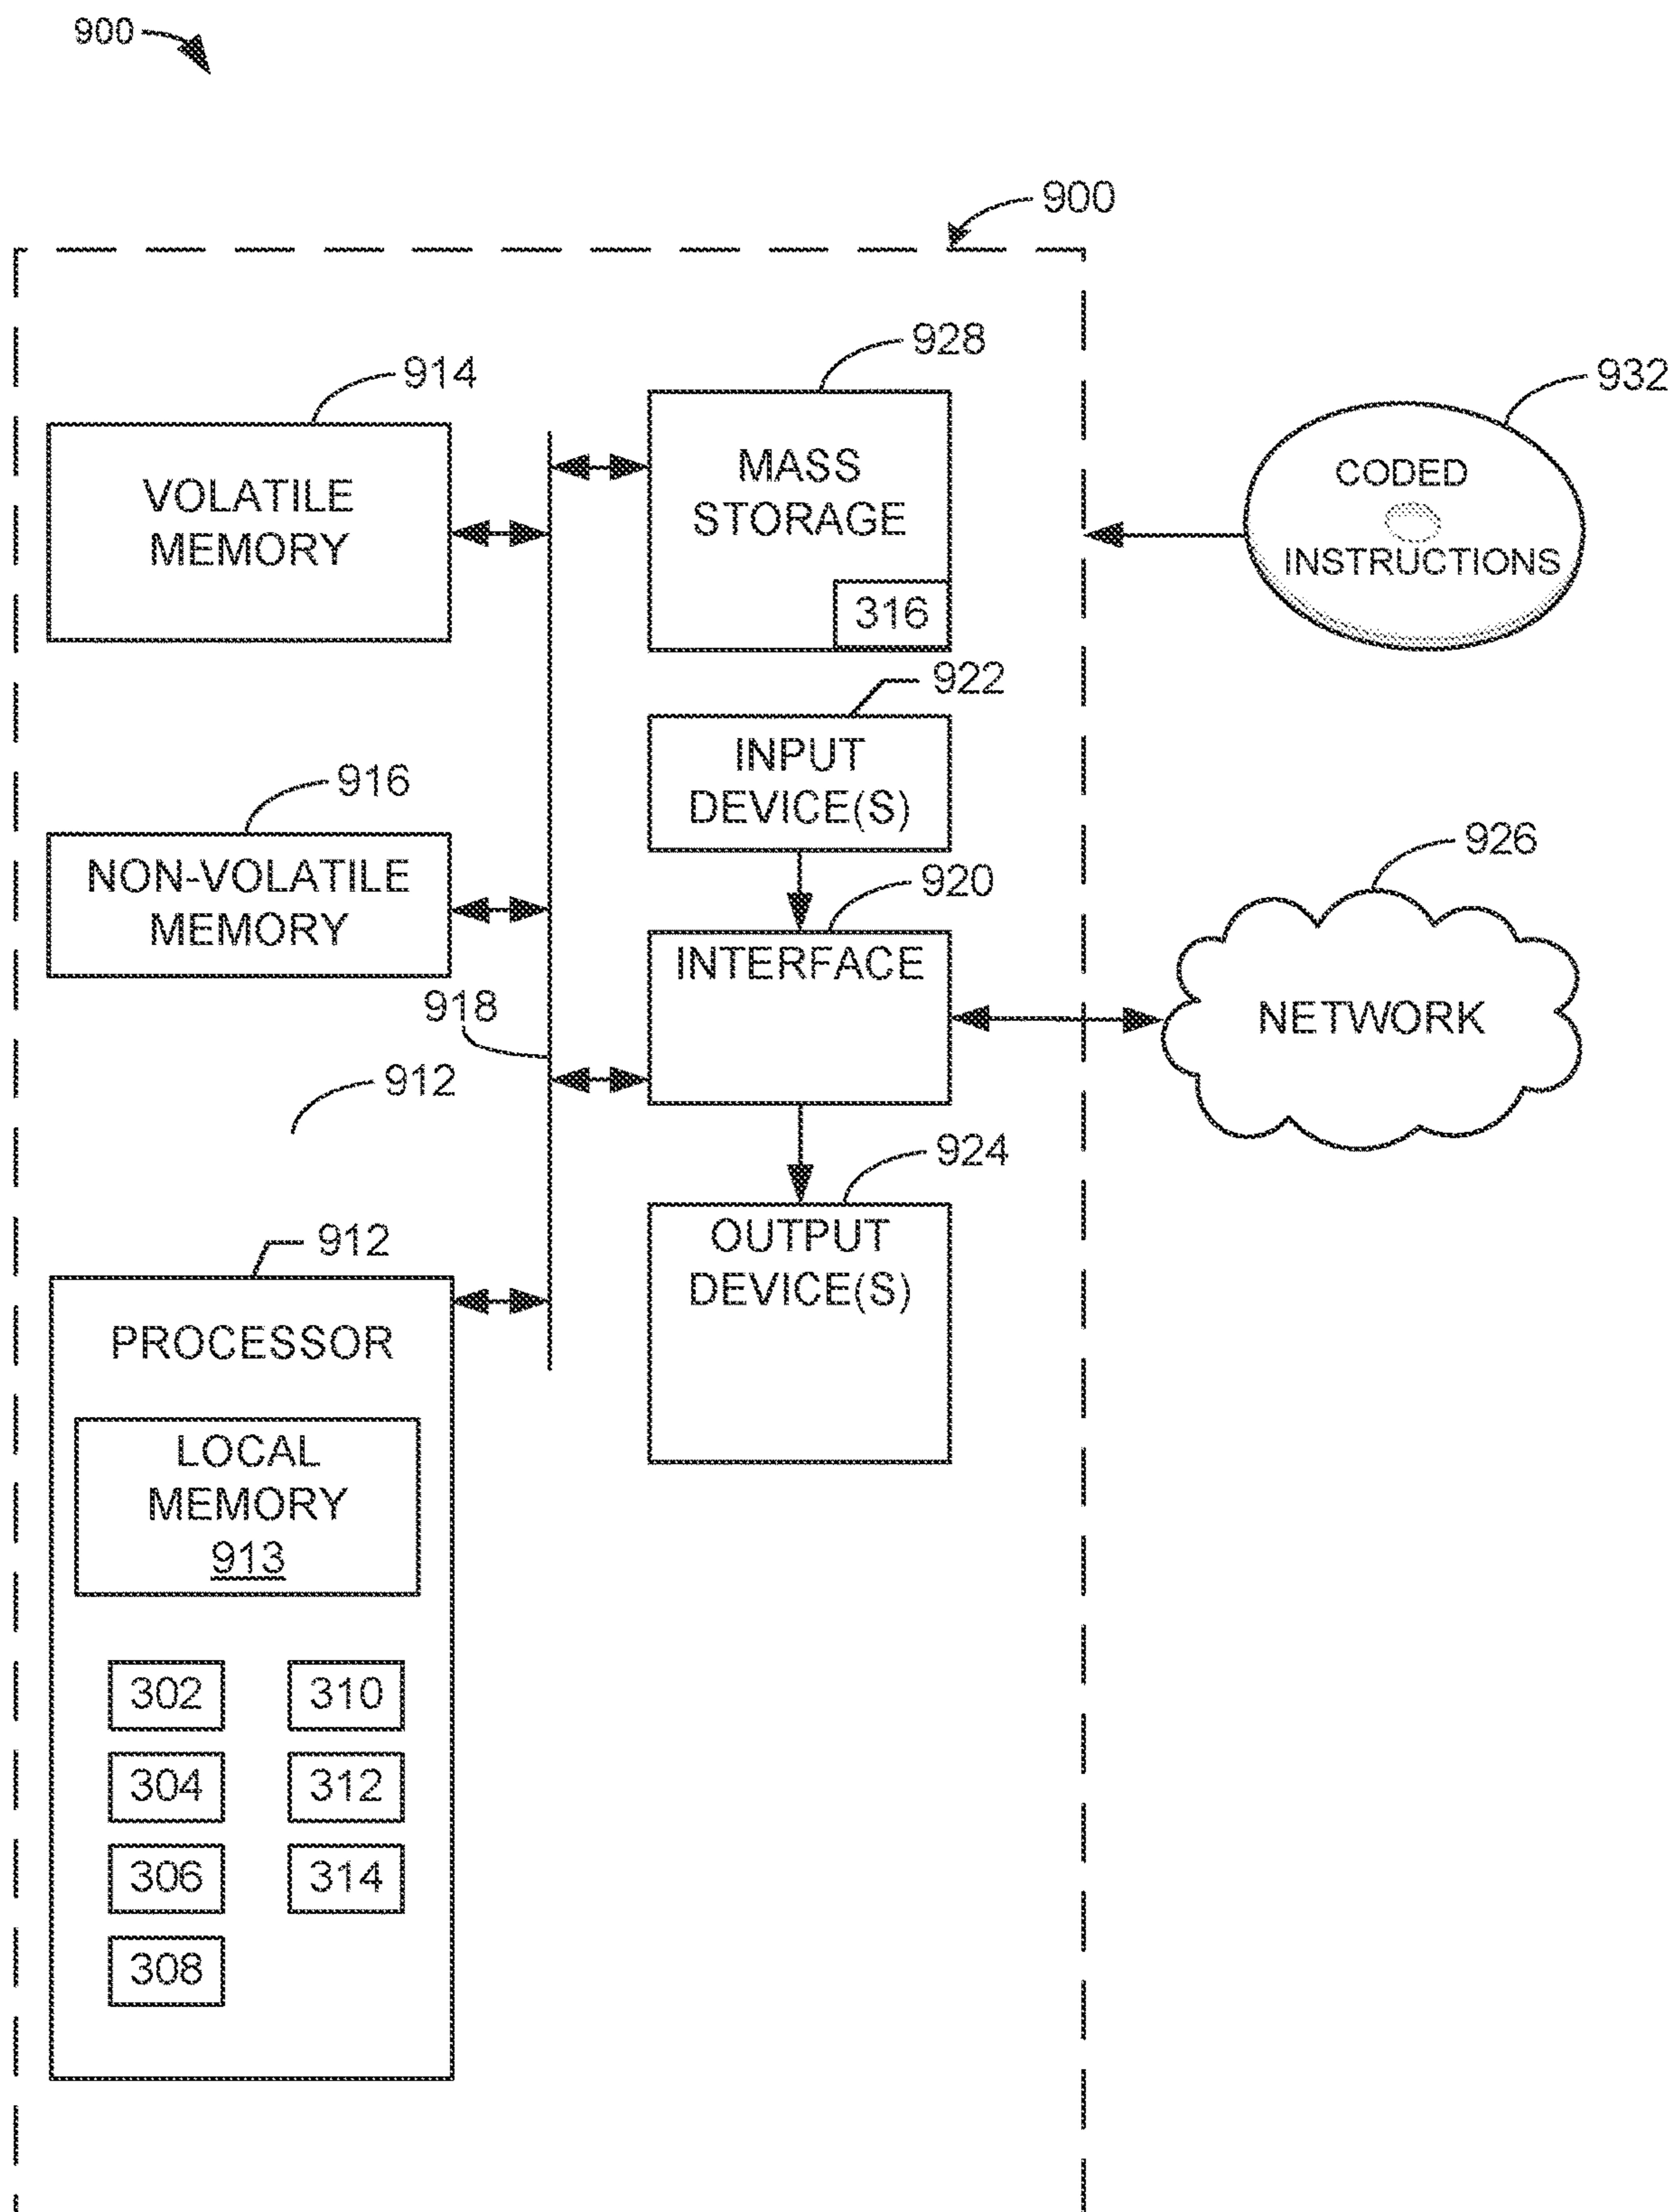 900
900
928
914
932
MASS
STORAGE
VOLATILE
MEMORY
CODED
INSTRUCTIONS
316
922
INPUT
DEVICE(S)
916
926
NON-VOLATILE
MEMORY
920
INTERFACE
918
NETWORK
912
924
OUTPUT
DEVICE(S)
912
PROCESSOR
LOCAL
MEMORY
913
302
310
304
312
306
314
308